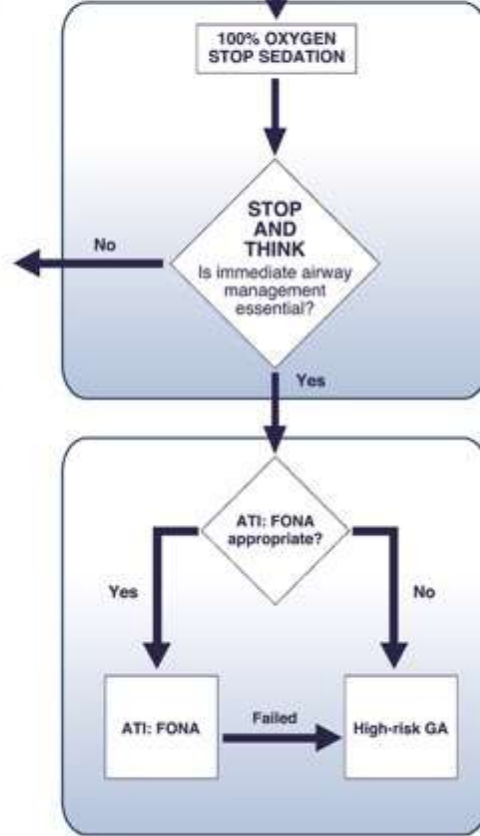 100% OXYGEN
STOP SEDATION
STOP
AND
THINK
Is immediate airway
management
essential?
No
Yes
ATI: FONA
appropriate?
Yes
No
ATI: FONA
Failed
High-risk GA